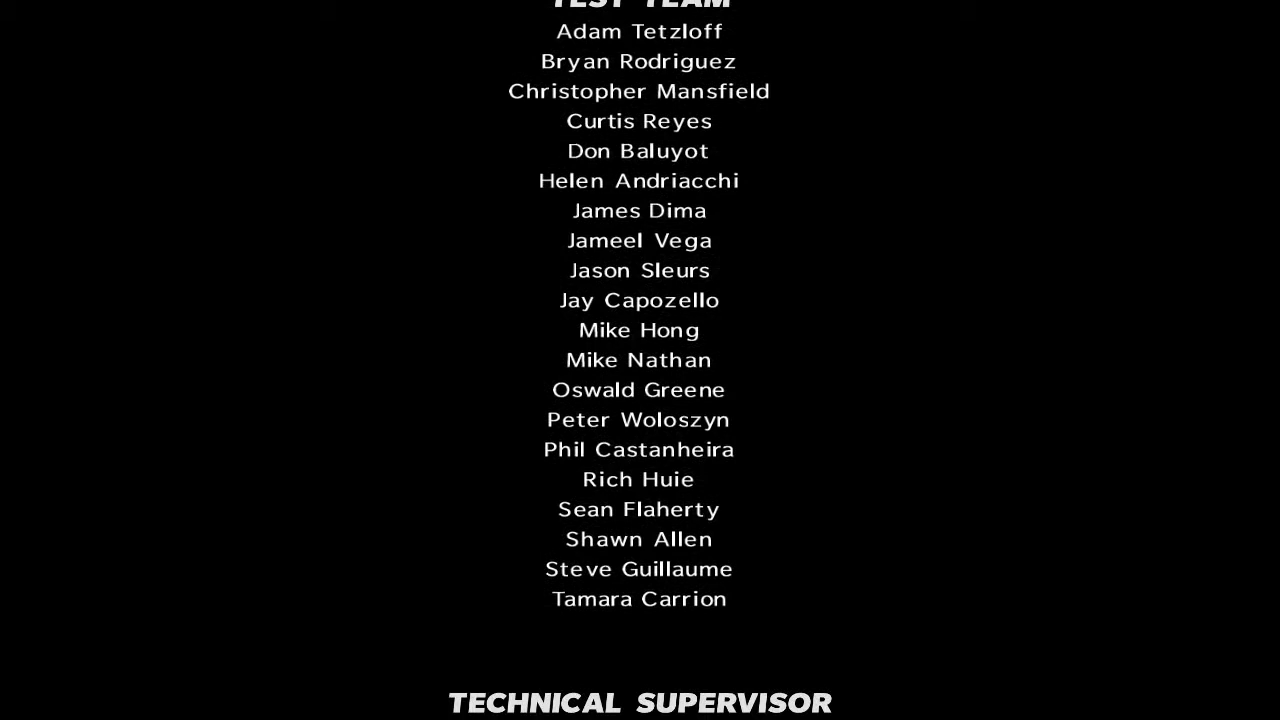 TEST TEAM
Adam Tetzloff
Bryan Rodriguez
Christopher Mansfield
Curtis Reyes
Don Baluyot
Helen Andriacchi
James Dima
Jameel Vega
Jason Sleurs
Jay Capozello
Mike Hong
Mike Nathan
Oswald Greene
Peter Woloszyn
Phil Castanheira
Rich Huie
Sean Flaherty
Shawn Allen
Steve Guillaume
Tamara Carrion
TECHNICAL SUPERVISOR